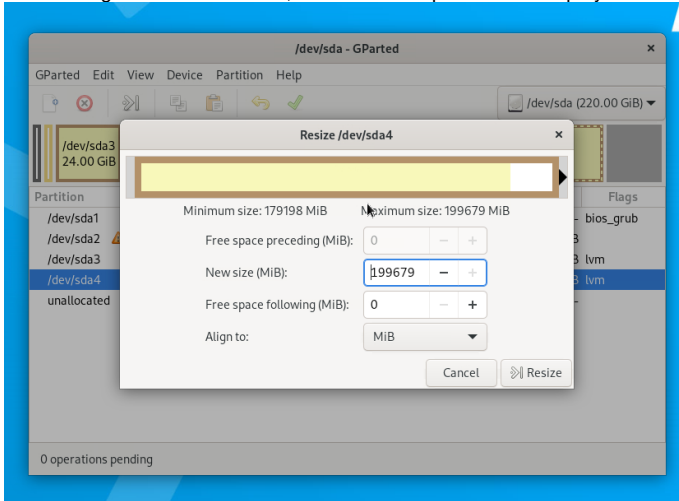 /dev/sda - GParted
GParted Edit View Device Partition Help
/dev/sda (220.00 GiB)
Resize /dev/sda4
/dev/sda3
24.00 GiB
Partition
Flags
Minimum size: 179198 MiB Maximum size: 199679 MiB
/dev/sda1
bios_grub
Free space preceding (MiB): 0
/dev/sda2
/dev/sda3
New size (MiB): 199679
lvm
/dev/sda4
lvm
unallocated
Free space following (MiB): 0
Align to: MiB
Cancel Resize
0 operations pending